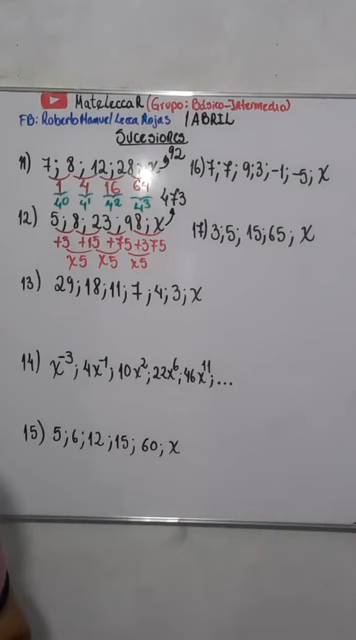 MateLeccaR (Grupo: Básico-Intermedio)
FB: Roberto Manuel Lecca Rojas / ABRIL
Sucesiones
11) 7; 8; 12; 28; x → 92
1 4 16 64
4⁰ 4¹ 4² 4³
16) 7; 7; 9; 3; -1; -5; x
473
12) 5; 8; 23; 98; x
+3 +15 +75 +375
x5 x5 x5
17) 3; 5; 15; 65; x
13) 29; 18; 11; 7; 4; 3; x
14) x⁻³; 4x⁻¹; 10x²; 22x⁶; 46x¹¹; ...
15) 5; 6; 12; 15; 60; x